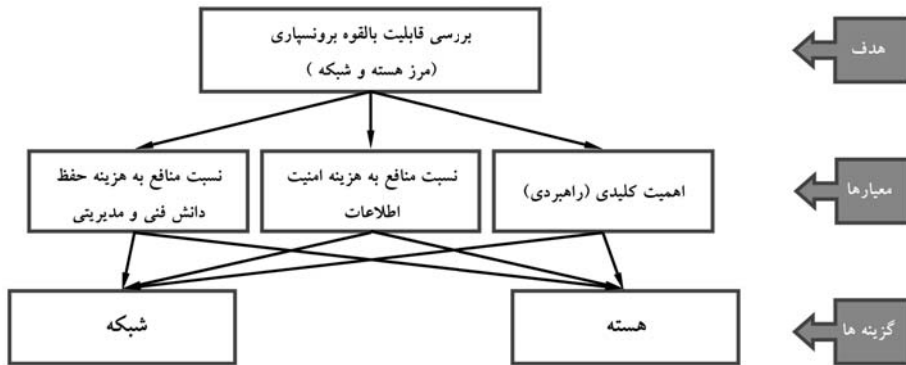 بررسی قابلیت بالقوه برونسپاری
(مرز هسته و شبکه )
هدف
اهمیت کلیدی (راهبردی)
نسبت منافع به هزینه امنیت
اطلاعات
نسبت منافع به هزینه حفظ
دانش فنی و مدیریتی
معیارها
هسته
شبکه
گزینه ها